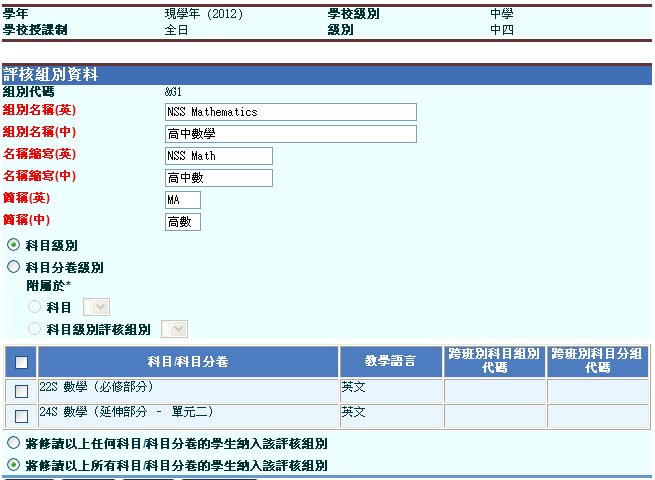 學年 現學年 (2012) 學校級別 中學
學校授課制 全日 級別 中四
評核組別資料
組別代碼 &G1
組別名稱(英) NSS Mathematics
組別名稱(中) 高中數學
名稱縮寫(英) NSS Math
名稱縮寫(中) 高中數
簡稱(英) MA
簡稱(中) 高數
科目級別
科目分卷級別
附屬於*
科目
科目級別評核組別
科目/科目分卷 教學語言 跨班別科目組別代碼 跨班別科目分組代碼
22S 數學 (必修部分) 英文
24S 數學 (延伸部分 - 單元二) 英文
將修讀以上任何科目/科目分卷的學生納入該評核組別
將修讀以上所有科目/科目分卷的學生納入該評核組別